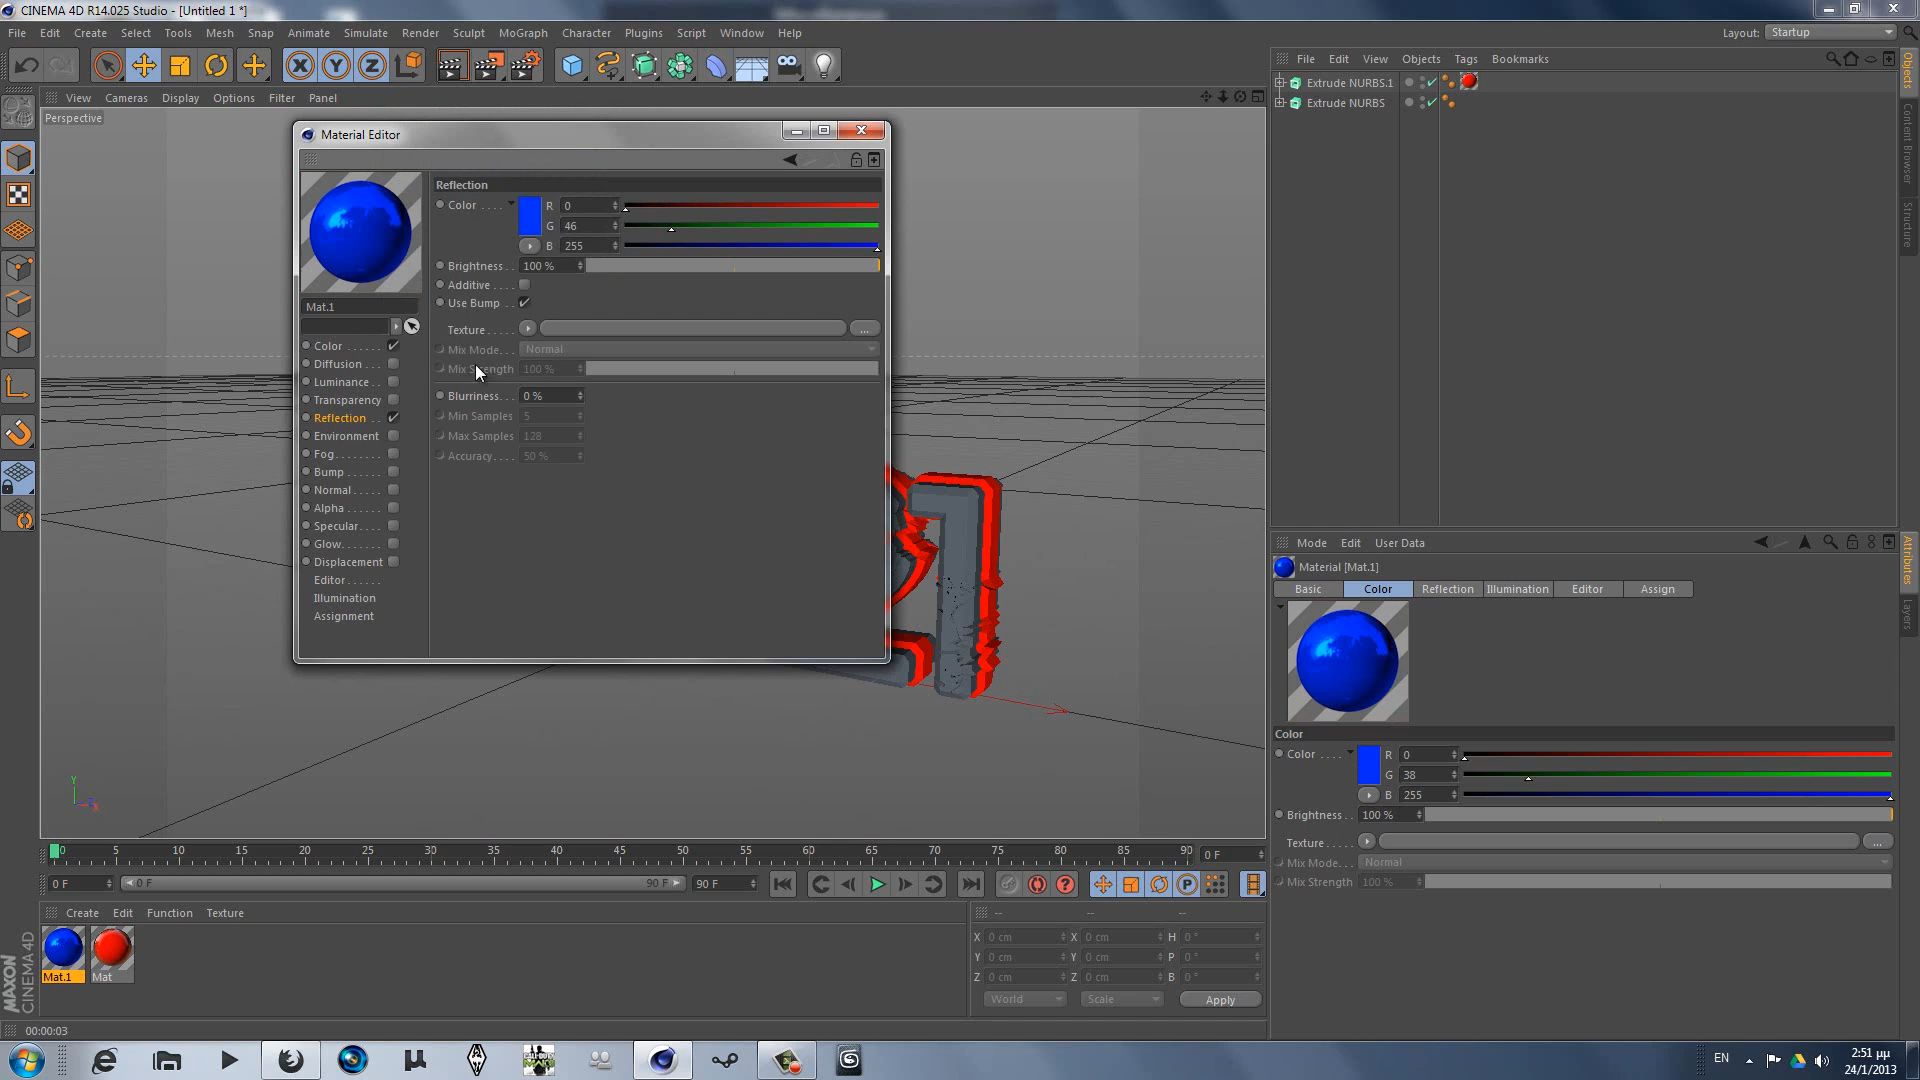 CINEMA 4D R14.025 Studio - [Untitled 1 *]
File Edit Create Select Tools Mesh Snap Animate Simulate Render Sculpt MoGraph Character Plugins Script Window Help
Layout: Startup
View Cameras Display Options Filter Panel
Perspective
File Edit View Objects Tags Bookmarks
Extrude NURBS.1
Extrude NURBS
Objects
Content Browser
Structure
Material Editor
Reflection
Color . . . . R 0
G 46
B 255
Brightness . . 100 %
Additive . . . .
Use Bump . .
Texture . . . . . ...
Mix Mode. . . Normal
Mix Strength 100 %
Blurriness. . . 0 %
Min Samples 5
Max Samples 128
Accuracy. . . . 50 %
Mat.1
Color . . . . . .
Diffusion . . .
Luminance . .
Transparency
Reflection . .
Environment
Fog. . . . . . . .
Bump . . . . .
Normal . . . . .
Alpha . . . . . .
Specular. . . .
Glow. . . . . . .
Displacement
Editor . . . . . .
Illumination
Assignment
Y
Mode Edit User Data
Material [Mat.1]
Basic Color Reflection Illumination Editor Assign
Attributes
Layers
Color
Color . . . . R 0
G 38
B 255
Brightness . . 100 %
Texture . . . . . ...
Mix Mode. . . Normal
Mix Strength 100 %
0 5 10 15 20 25 30 35 40 45 50 55 60 65 70 75 80 85 90 0 F
0 F 0 F 90 F 90 F
Create Edit Function Texture
Mat.1 Mat
-- -- --
X 0 cm X 0 cm H 0 °
Y 0 cm Y 0 cm P 0 °
Z 0 cm Z 0 cm B 0 °
World Scale Apply
MAXON CINEMA 4D
00:00:03
EN
2:51 μμ
24/1/2013